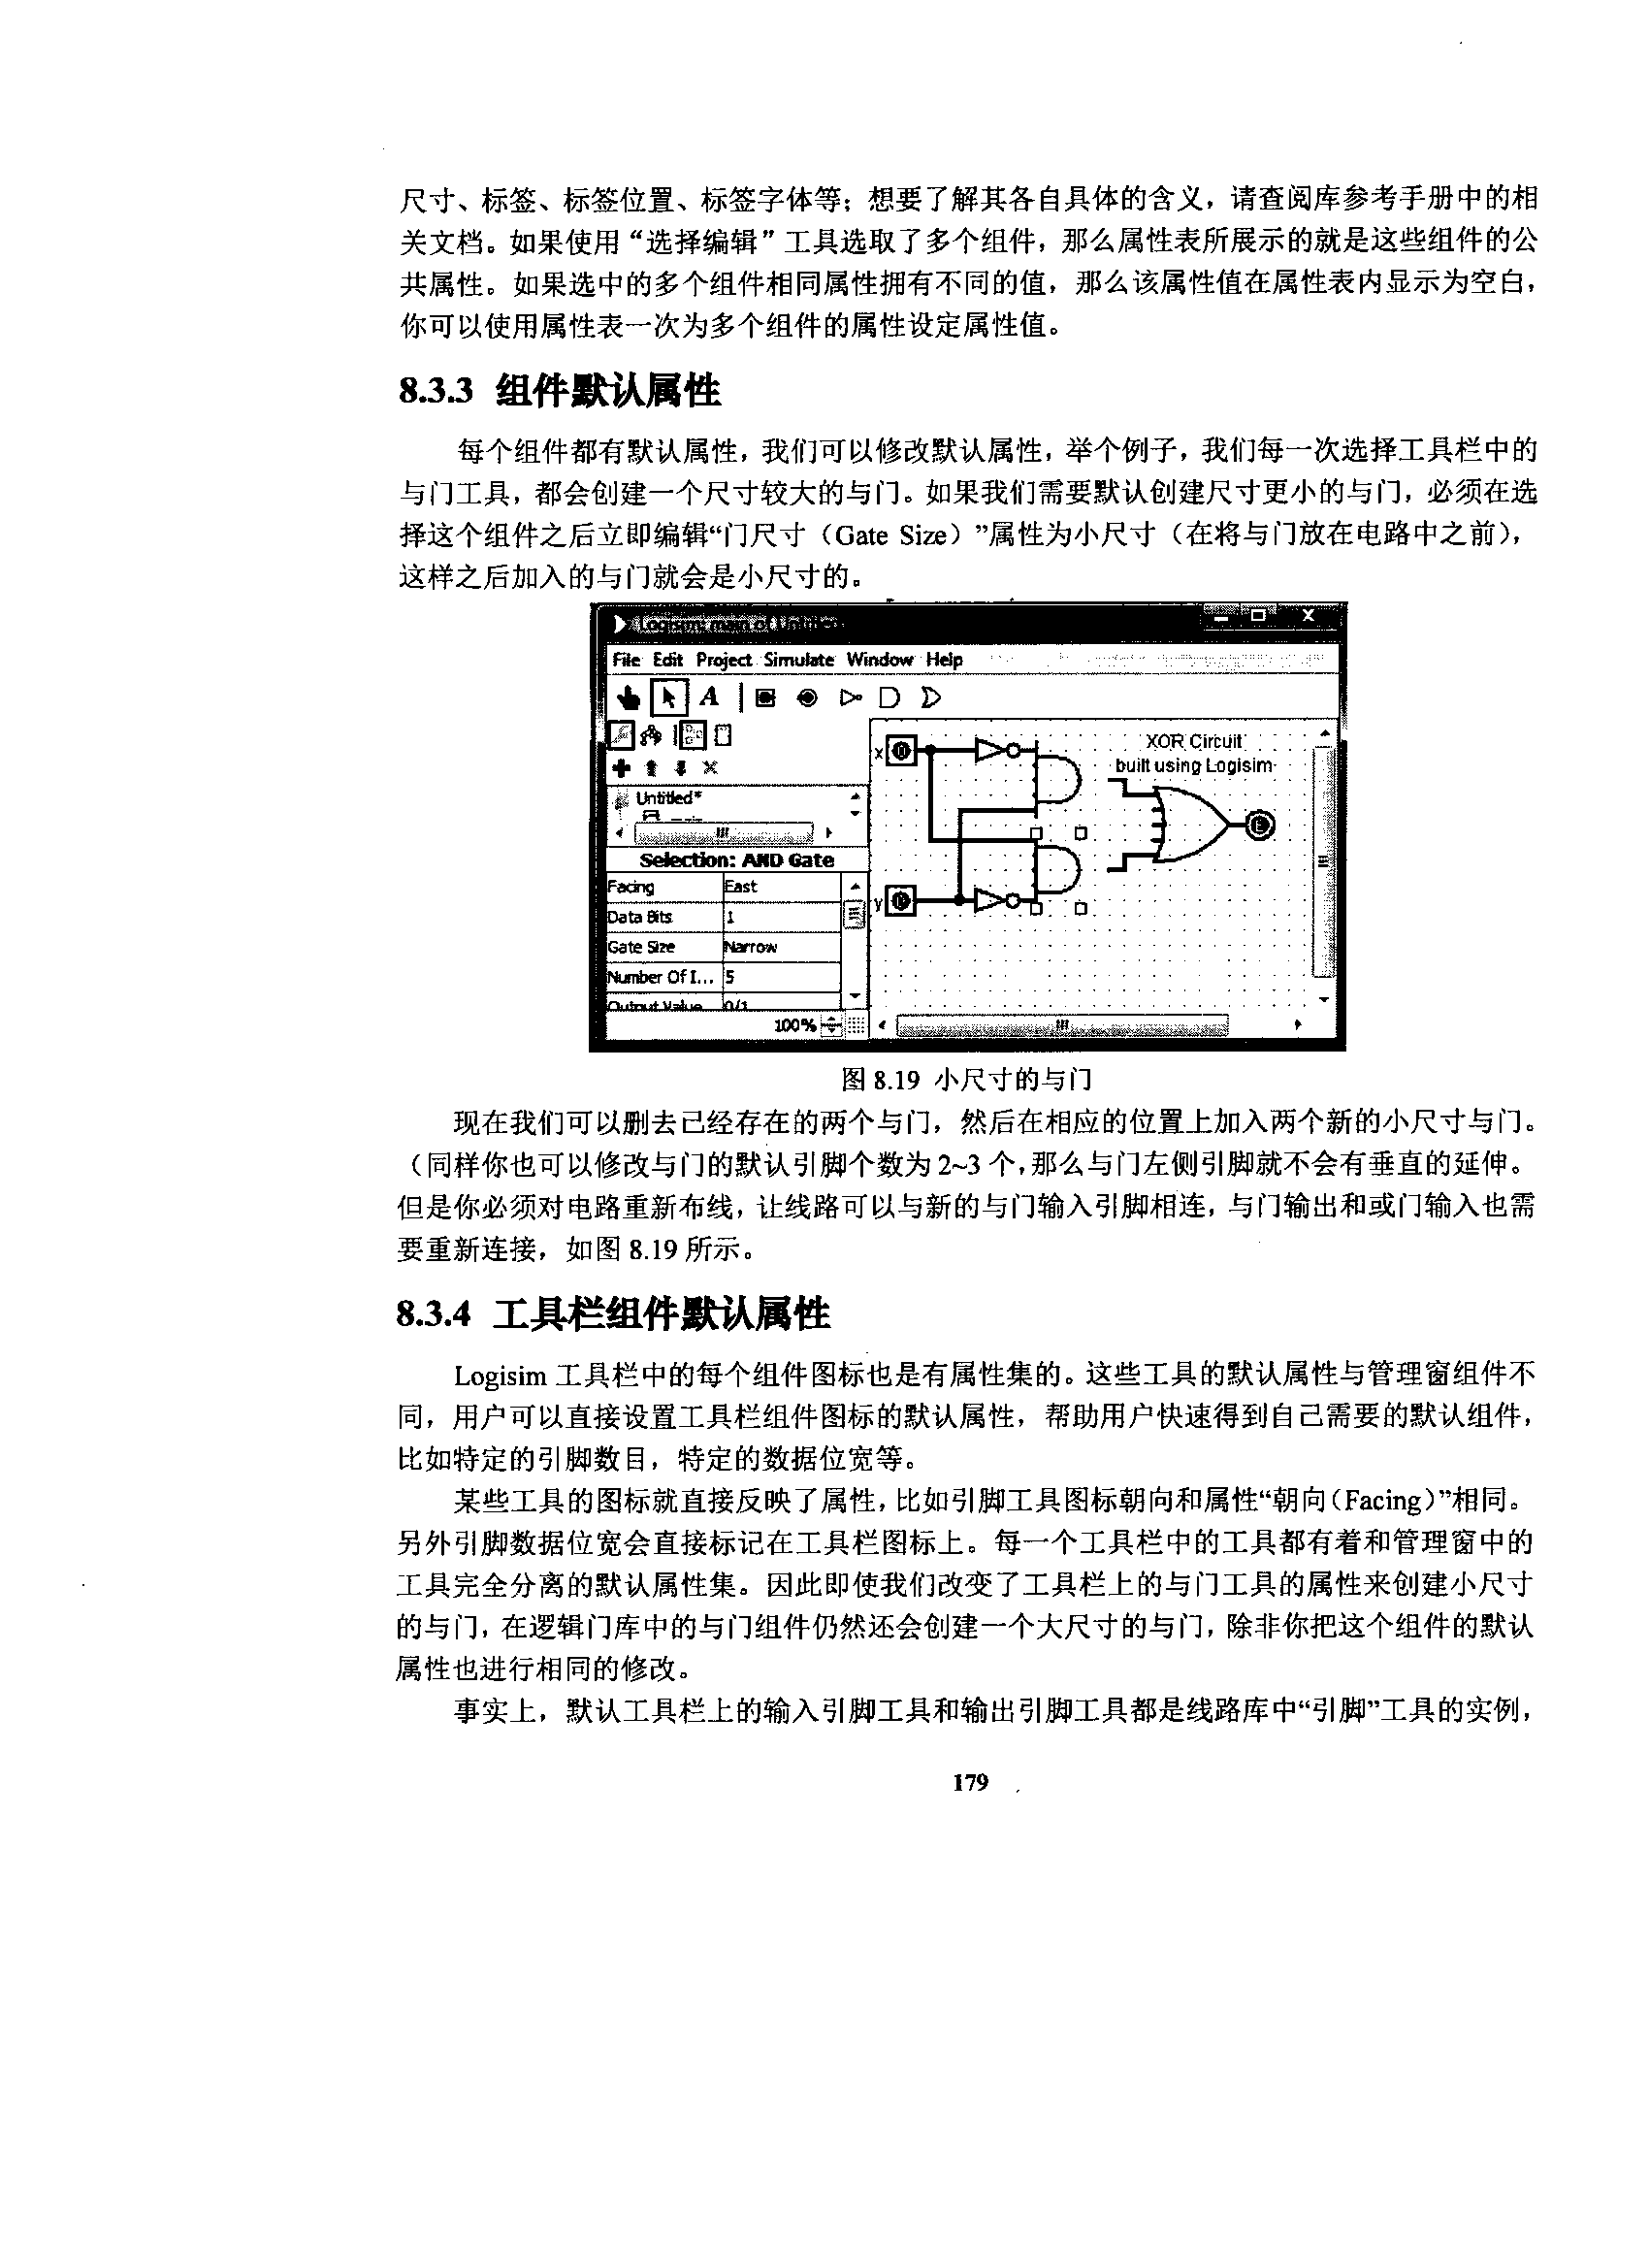 尺寸、标签、标签位置、标签字体等；想要了解其各自具体的含义，请查阅库参考手册中的相
关文档。如果使用“选择编辑”工具选取了多个组件，那么属性表所展示的就是这些组件的公
共属性。如果选中的多个组件相同属性拥有不同的值，那么该属性值在属性表内显示为空白，
你可以使用属性表一次为多个组件的属性设定属性值。
8.3.3 组件默认属性
每个组件都有默认属性，我们可以修改默认属性，举个例子，我们每一次选择工具栏中的
与门工具，都会创建一个尺寸较大的与门。如果我们需要默认创建尺寸更小的与门，必须在选
择这个组件之后立即编辑“门尺寸（Gate Size）”属性为小尺寸（在将与门放在电路中之前），
这样之后加入的与门就会是小尺寸的。
Logisim: main of Untitled
File Edit Project Simulate Window Help
XOR Circuit
built using Logisim
x
Untitled*
Selection: AND Gate
Facing East
y
Data Bits 1
Gate Size Narrow
Number Of I... 5
Output Value 0/1
100%
图 8.19 小尺寸的与门
现在我们可以删去已经存在的两个与门，然后在相应的位置上加入两个新的小尺寸与门。
（同样你也可以修改与门的默认引脚个数为 2~3 个，那么与门左侧引脚就不会有垂直的延伸。
但是你必须对电路重新布线，让线路可以与新的与门输入引脚相连，与门输出和或门输入也需
要重新连接，如图 8.19 所示。
8.3.4 工具栏组件默认属性
Logisim 工具栏中的每个组件图标也是有属性集的。这些工具的默认属性与管理窗组件不
同，用户可以直接设置工具栏组件图标的默认属性，帮助用户快速得到自己需要的默认组件，
比如特定的引脚数目，特定的数据位宽等。
某些工具的图标就直接反映了属性，比如引脚工具图标朝向和属性“朝向（Facing）”相同。
另外引脚数据位宽会直接标记在工具栏图标上。每一个工具栏中的工具都有着和管理窗中的
工具完全分离的默认属性集。因此即使我们改变了工具栏上的与门工具的属性来创建小尺寸
的与门，在逻辑门库中的与门组件仍然还会创建一个大尺寸的与门，除非你把这个组件的默认
属性也进行相同的修改。
事实上，默认工具栏上的输入引脚工具和输出引脚工具都是线路库中“引脚”工具的实例，
179